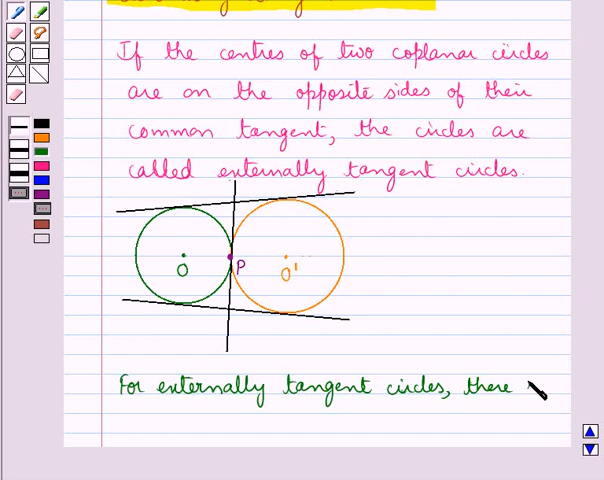 If the centres of two coplanar circles
are on the opposite sides of their
common tangent, the circles are
called externally tangent circles.
O P O'
For externally tangent circles, there